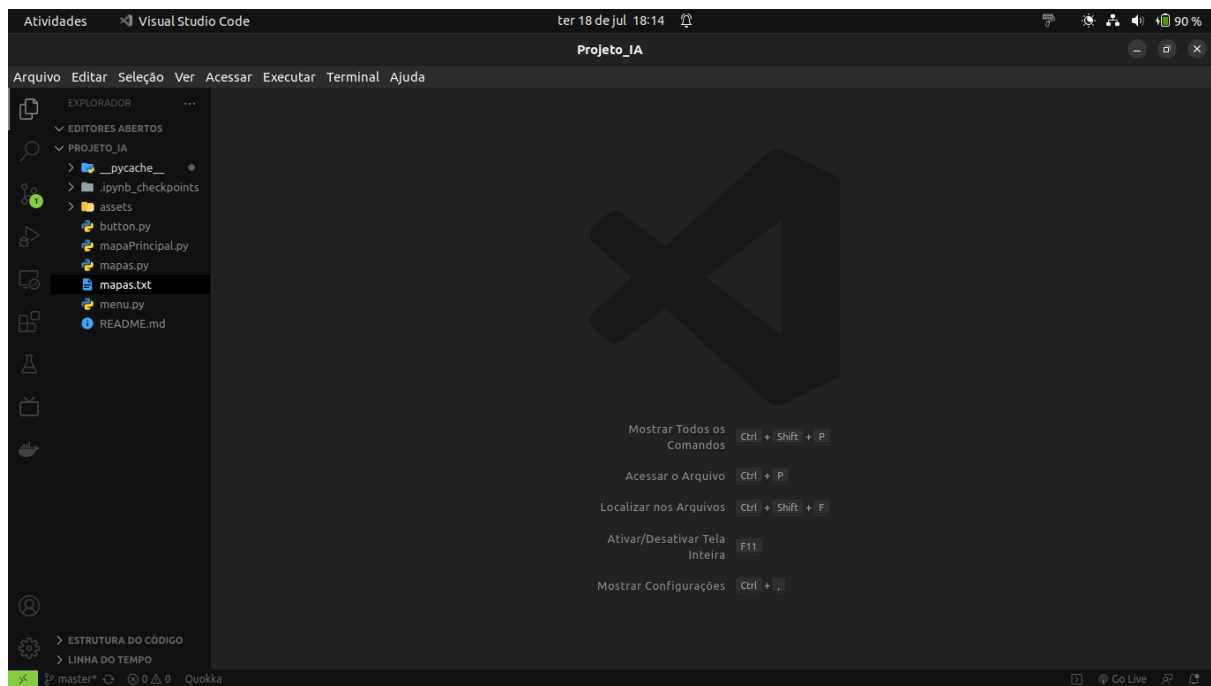 Atividades Visual Studio Code ter 18 de jul 18:14 90 %
Projeto_IA
Arquivo Editar Seleção Ver Acessar Executar Terminal Ajuda
EXPLORADOR ...
EDITORES ABERTOS
PROJETO_IA
__pycache__
.ipynb_checkpoints
assets
button.py
mapaPrincipal.py
mapas.py
mapas.txt
menu.py
README.md
1
Mostrar Todos os
Comandos Ctrl + Shift + P
Acessar o Arquivo Ctrl + P
Localizar nos Arquivos Ctrl + Shift + F
Ativar/Desativar Tela
Inteira F11
Mostrar Configurações Ctrl + ,
ESTRUTURA DO CÓDIGO
LINHA DO TEMPO
master* 0 0 Quokka Go Live